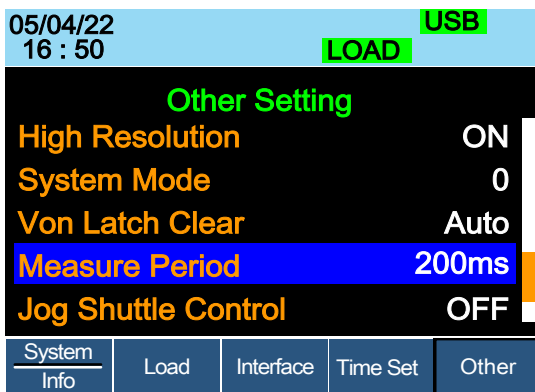 05/04/22 USB
16 : 50 LOAD
Other Setting
High Resolution ON
System Mode 0
Von Latch Clear Auto
Measure Period 200ms
Jog Shuttle Control OFF
System Load Interface Time Set Other
Info